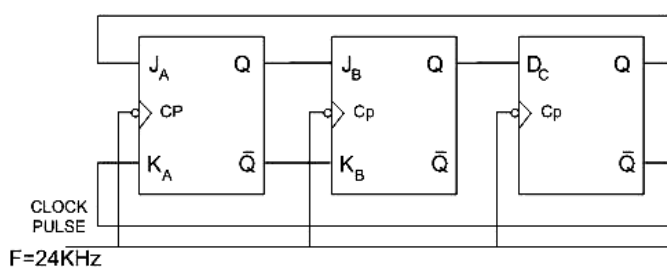 J_A Q J_B Q D_C Q
CP Cp Cp
K_A Q̅ K_B Q̅ Q̅
CLOCK
PULSE
F=24KHz